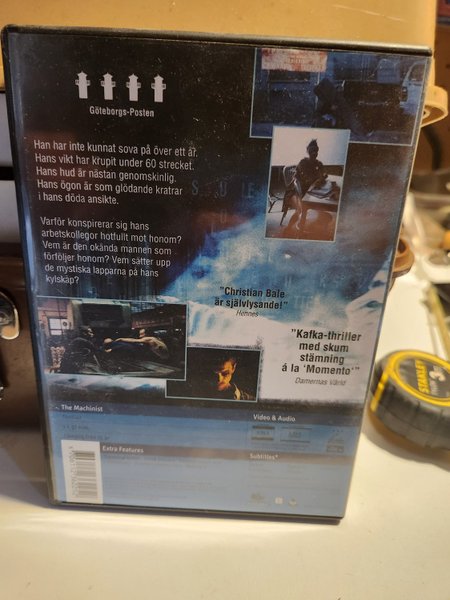 Göteborgs-Posten
Han har inte kunnat sova på över ett år.
Hans vikt har krupit under 60 strecket.
Hans hud är nästan genomskinlig.
Hans ögon är som glödande kratrar
i hans döda ansikte.
Varför konspirerar sig hans
arbetskollegor hotfullt mot honom?
Vem är den okända mannen som
förföljer honom? Vem sätter upp
de mystiska lapparna på hans
kylskåp?
"Christian Bale
är självlysande!"
Hennes
"Kafka-thriller
med skum
stämning
á la 'Momento'."
Damernas Värld
The Machinist
Video & Audio
Extra Features
Subtitles*
STANLEY